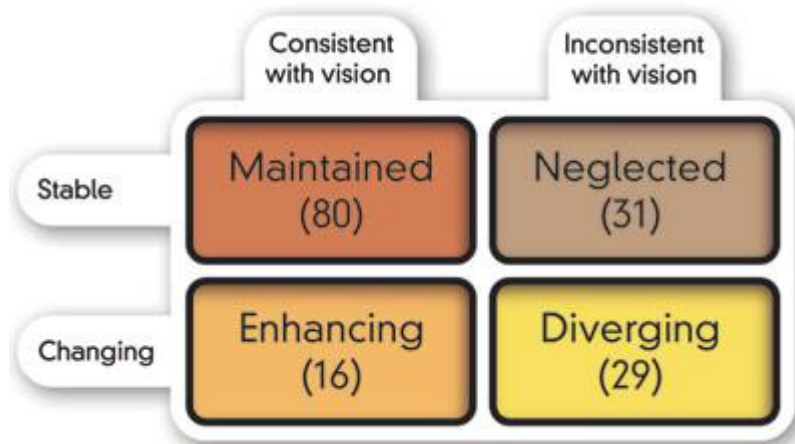 Consistent
with vision
Inconsistent
with vision
Stable
Maintained
(80)
Neglected
(31)
Changing
Enhancing
(16)
Diverging
(29)